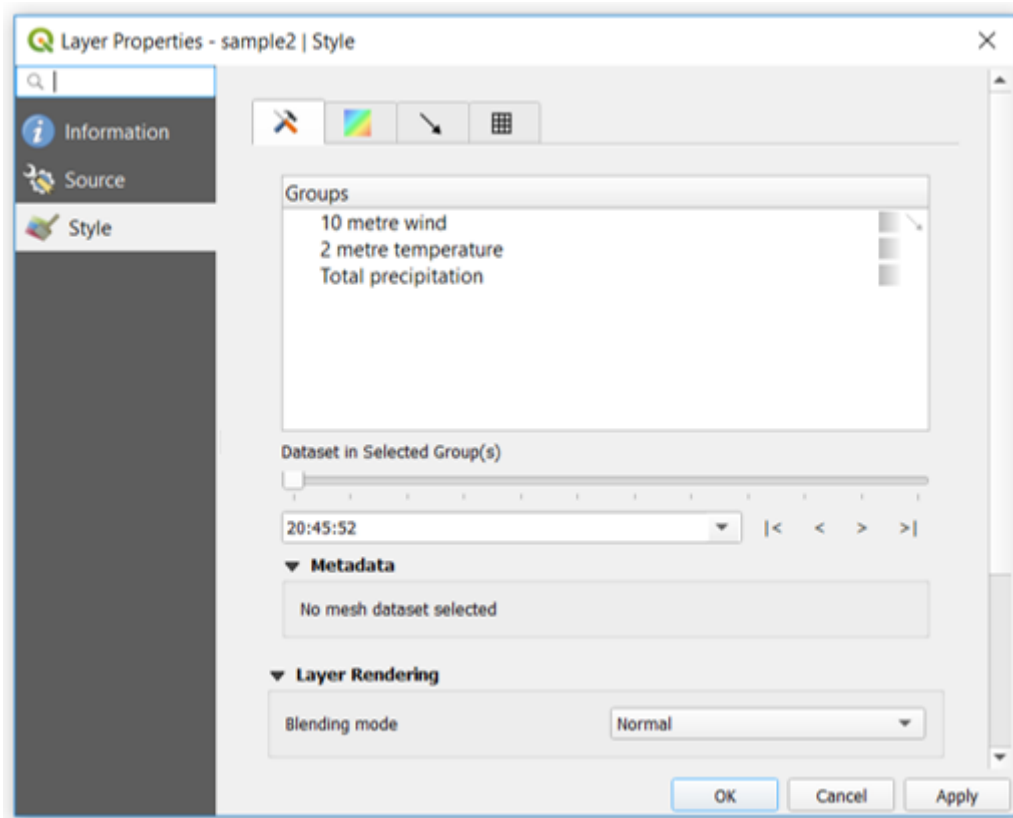 Layer Properties - sample2 | Style
Information
Source
Style
Groups
10 metre wind
2 metre temperature
Total precipitation
Dataset in Selected Group(s)
20:45:52 |< < > >|
Metadata
No mesh dataset selected
Layer Rendering
Blending mode Normal
OK Cancel Apply